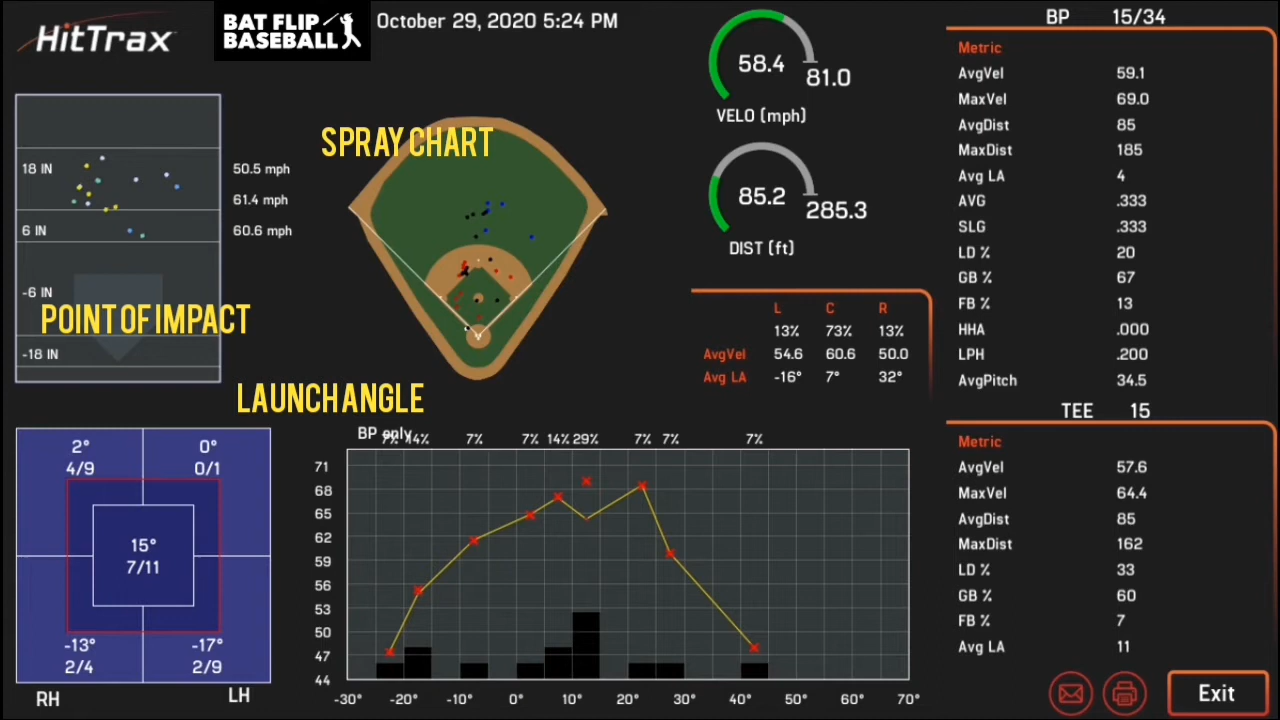 HitTrax
BAT FLIP
BASEBALL
October 29, 2020 5:24 PM
58.4
81.0
VELO (mph)
85.2
285.3
DIST (ft)
SPRAY CHART
18 IN
6 IN
-6 IN
-18 IN
50.5 mph
61.4 mph
60.6 mph
POINT OF IMPACT
L C R
13% 73% 13%
AvgVel 54.6 60.6 50.0
Avg LA -16° 7° 32°
LAUNCH ANGLE
2° 0°
4/9 0/1
15°
7/11
-13° -17°
2/4 2/9
RH LH
BP only
7% 14% 7% 7% 14% 29% 7% 7% 7%
71
68
65
62
59
56
53
50
47
44
-30° -20° -10° 0° 10° 20° 30° 40° 50° 60° 70°
BP 15/34
Metric
AvgVel 59.1
MaxVel 69.0
AvgDist 85
MaxDist 185
Avg LA 4
AVG .333
SLG .333
LD % 20
GB % 67
FB % 13
HHA .000
LPH .200
AvgPitch 34.5
TEE 15
Metric
AvgVel 57.6
MaxVel 64.4
AvgDist 85
MaxDist 162
LD % 33
GB % 60
FB % 7
Avg LA 11
Exit